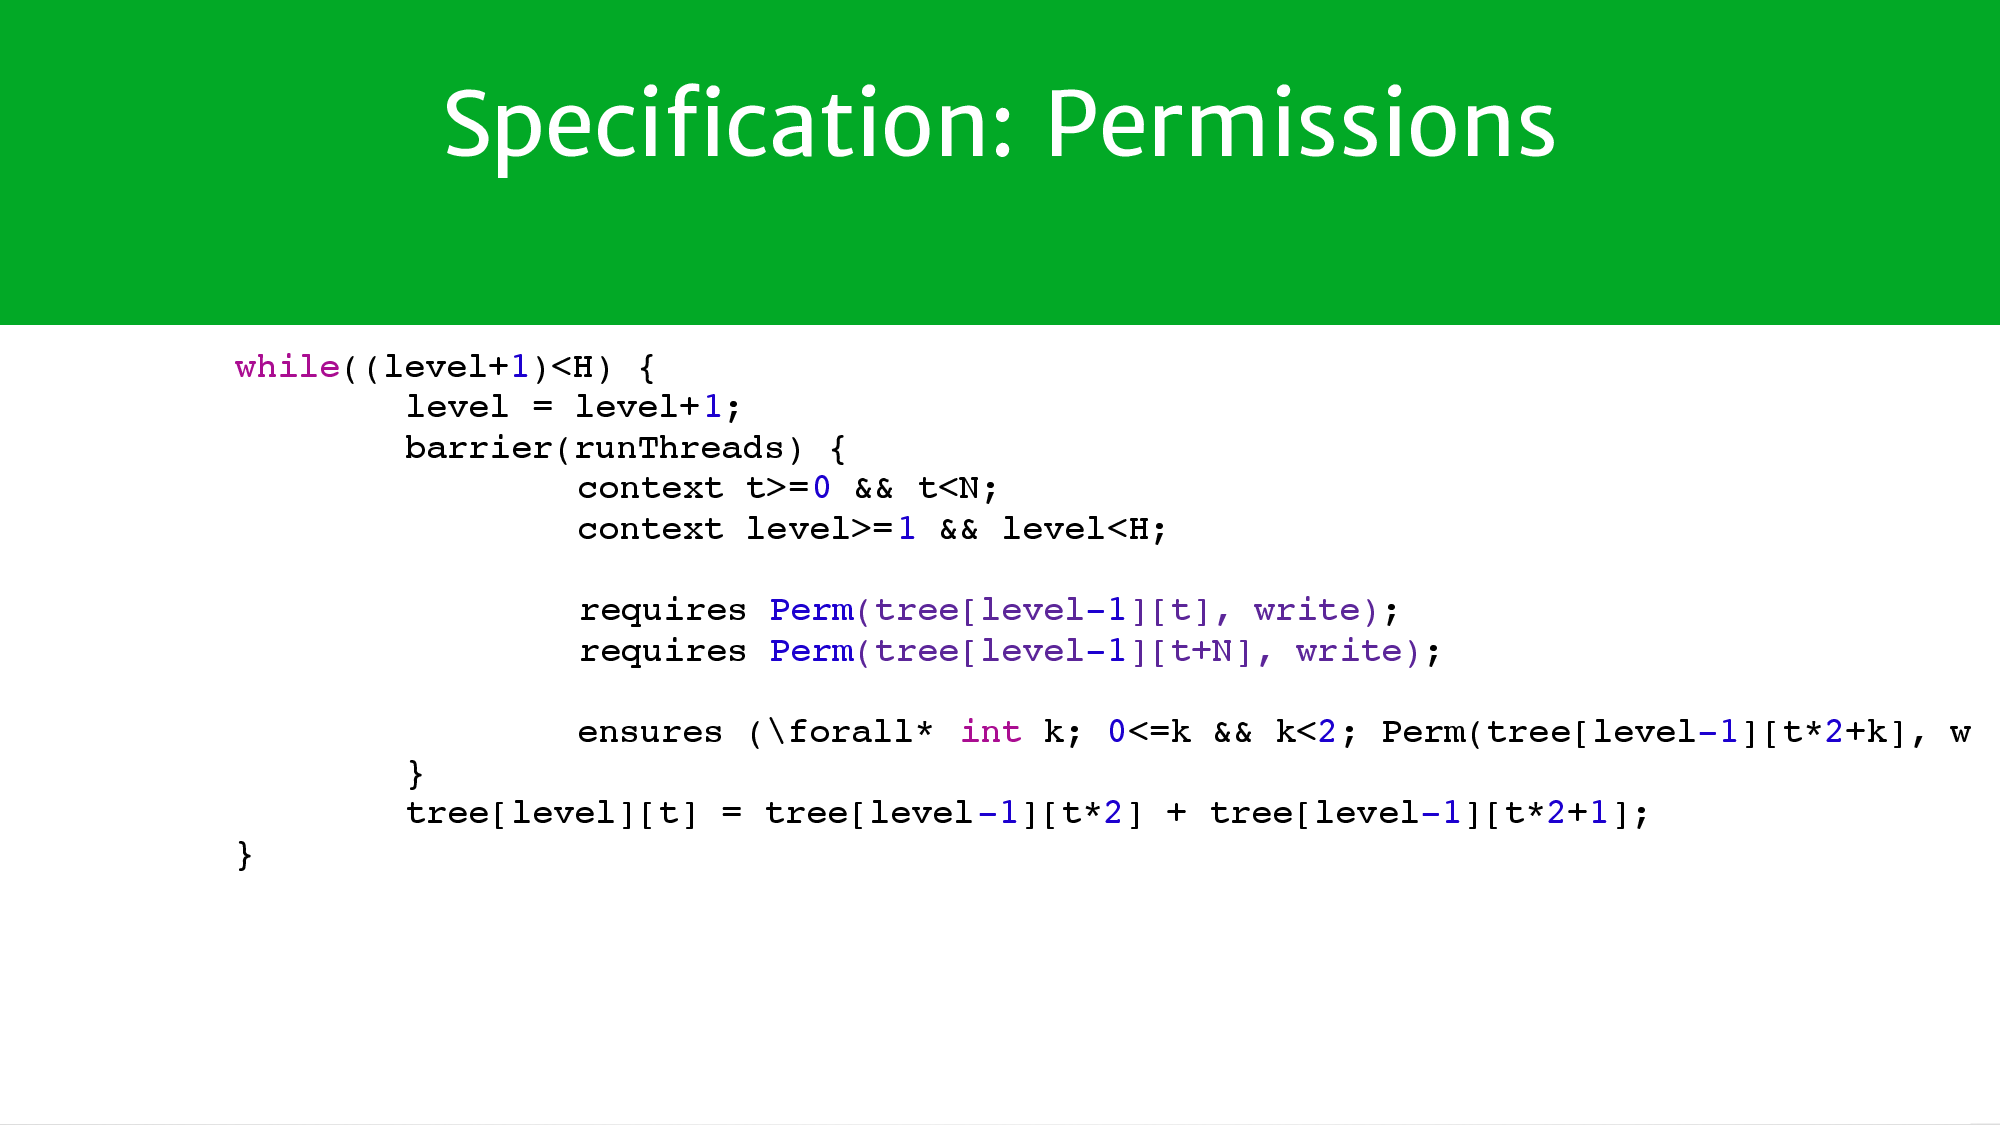 Specification: Permissions
while((level+1)<H) {
level = level+1;
barrier(runThreads) {
context t>=0 && t<N;
context level>=1 && level<H;
requires Perm(tree[level-1][t], write);
requires Perm(tree[level-1][t+N], write);
ensures (\forall* int k; 0<=k && k<2; Perm(tree[level-1][t*2+k], w
}
tree[level][t] = tree[level-1][t*2] + tree[level-1][t*2+1];
}